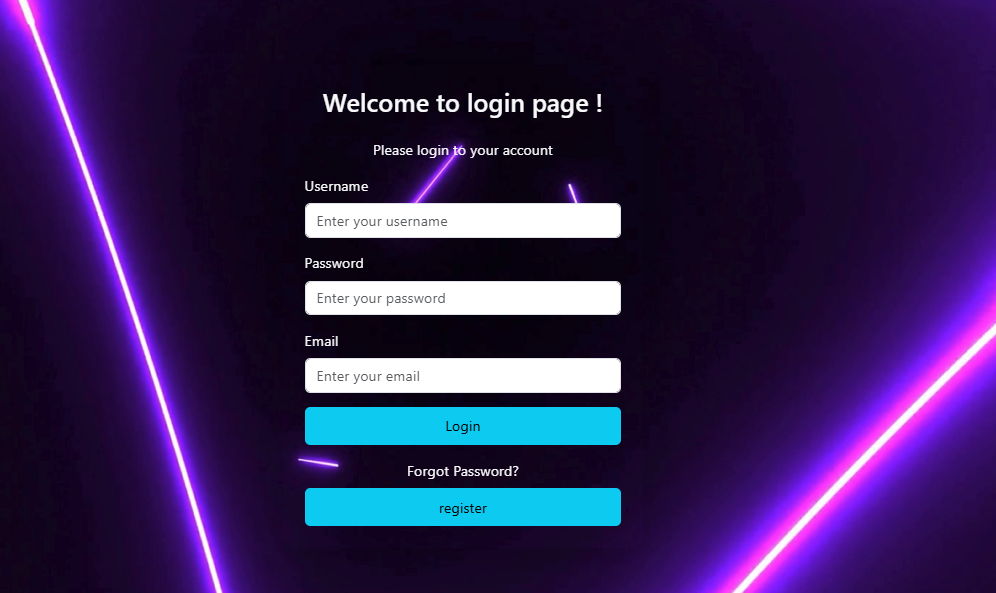 Welcome to login page !
Please login to your account
Username
Enter your username
Password
Enter your password
Email
Enter your email
Login
Forgot Password?
register